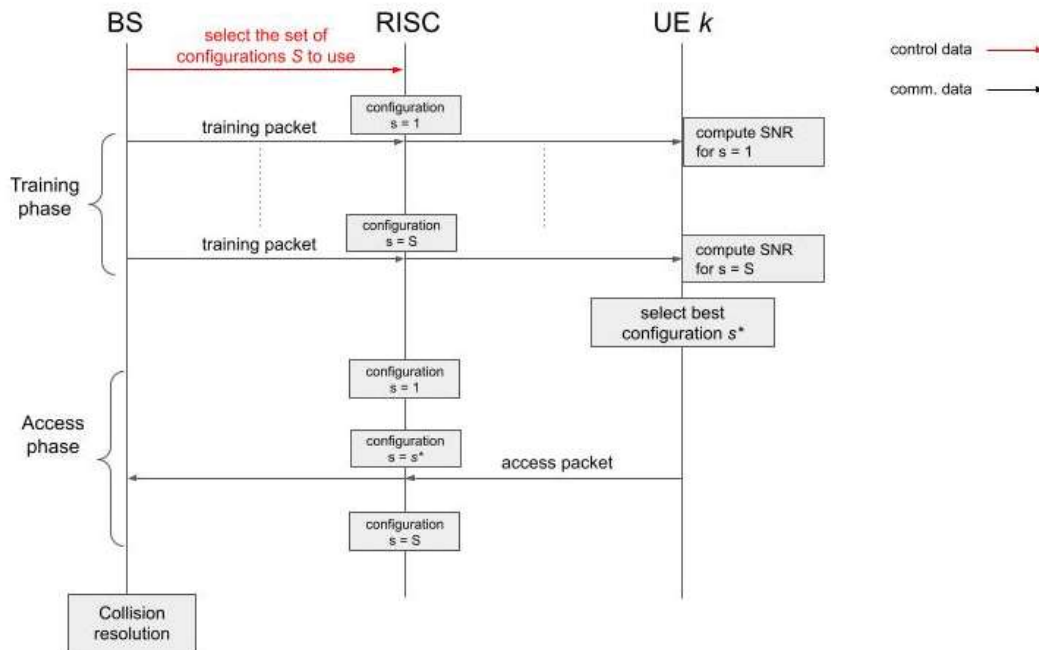 BS
RISC
UE k
select the set of
configurations S to use
control data
comm. data
configuration
s = 1
training packet
compute SNR
for s = 1
Training
phase
configuration
s = S
training packet
compute SNR
for s = S
select best
configuration s*
configuration
s = 1
Access
phase
configuration
s = s*
access packet
configuration
s = S
Collision
resolution